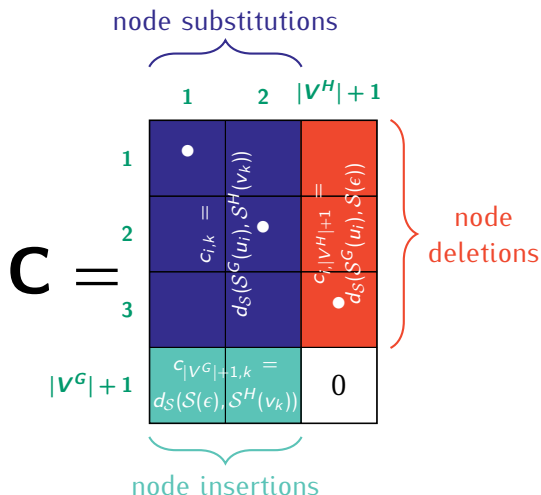 node substitutions
1 2 |V^H| + 1
1
2
3
|V^G| + 1
C =
c_{i,k} =
d_S(S^G(u_i), S^H(v_k))
c_{i,|V^H|+1} =
d_S(S^G(u_i), S(ϵ))
node
deletions
c_{|V^G|+1,k} =
d_S(S(ϵ), S^H(v_k))
0
node insertions